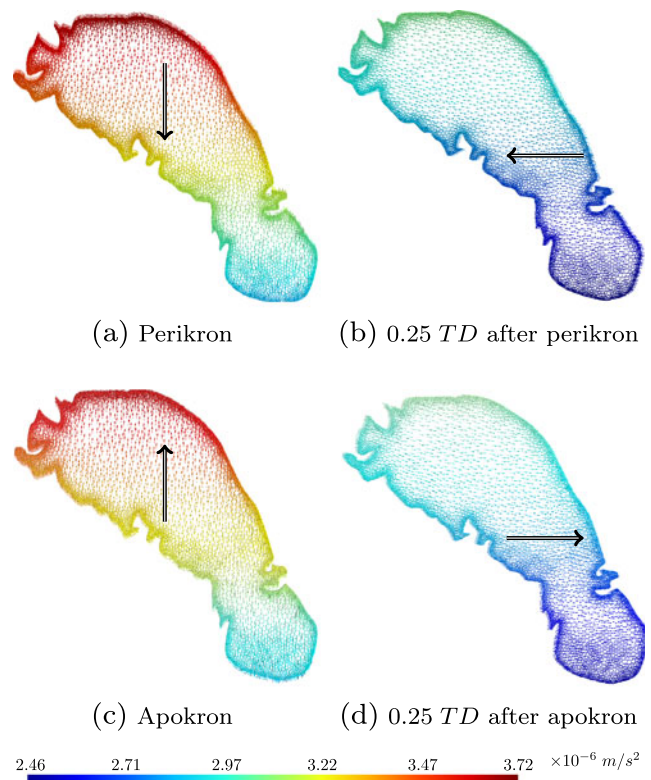 (a) Perikron
(b) 0.25 TD after perikron
(c) Apokron
(d) 0.25 TD after apokron
2.46 2.71 2.97 3.22 3.47 3.72 ×10⁻⁶ m/s²